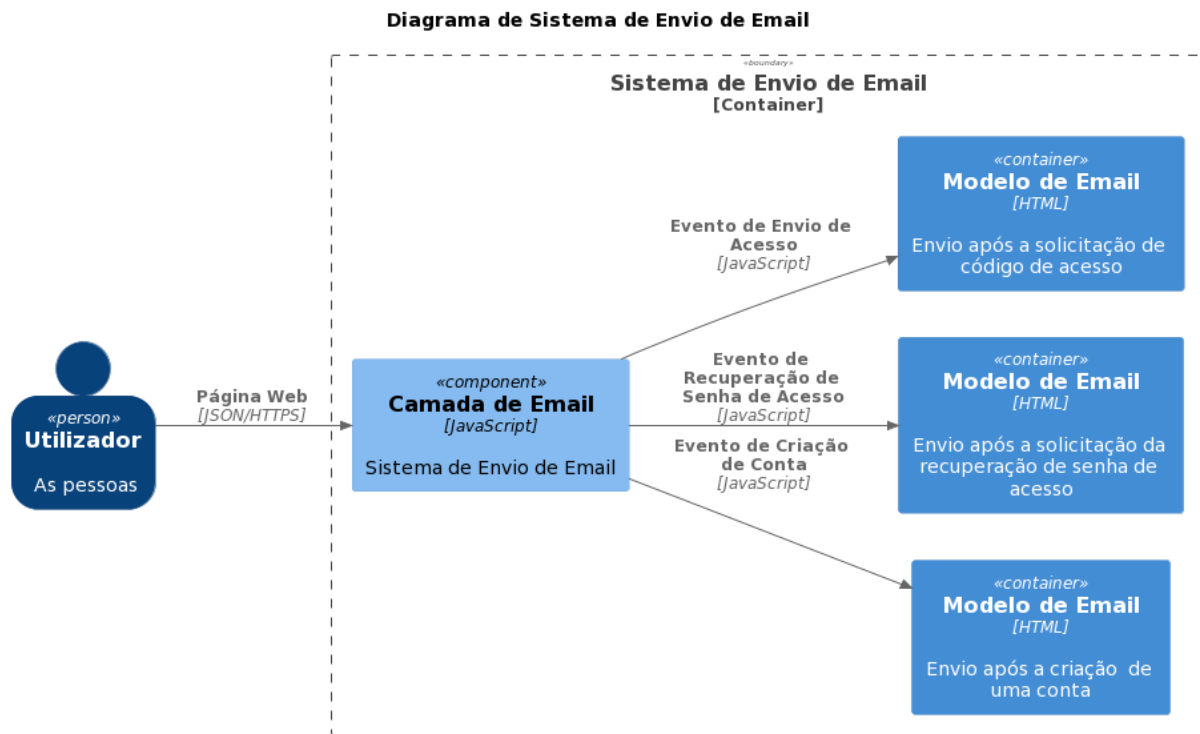 Diagrama de Sistema de Envio de Email
«boundary»
Sistema de Envio de Email
[Container]
«container»
Modelo de Email
[HTML]
Envio após a solicitação de
código de acesso
Evento de Envio de
Acesso
[JavaScript]
«person»
Utilizador
As pessoas
Página Web
[JSON/HTTPS]
«component»
Camada de Email
[JavaScript]
Sistema de Envio de Email
Evento de
Recuperação de
Senha de Acesso
[JavaScript]
«container»
Modelo de Email
[HTML]
Envio após a solicitação da
recuperação de senha de
acesso
Evento de Criação
de Conta
[JavaScript]
«container»
Modelo de Email
[HTML]
Envio após a criação  de
uma conta